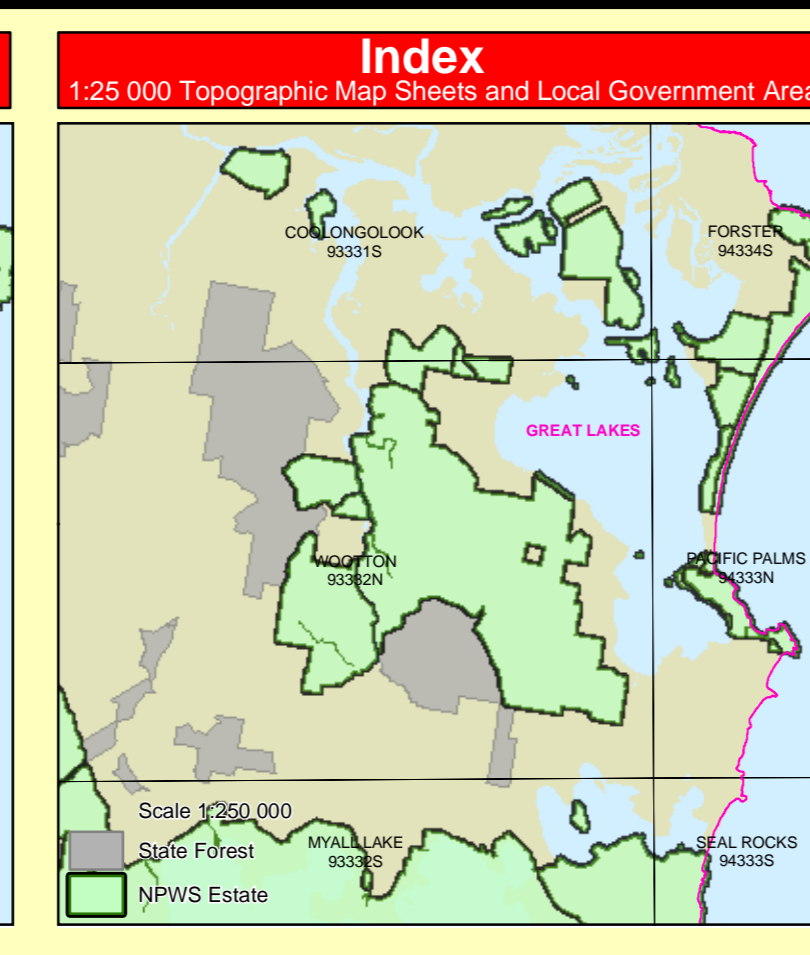 Index
1:25 000 Topographic Map Sheets and Local Government Area
COOLONGOLOOK
93331S
FORSTER
94334S
GREAT LAKES
WOOTTON
93332N
PACIFIC PALMS
94333N
Scale 1:250 000
State Forest
NPWS Estate
MYALL LAKE
93332S
SEAL ROCKS
94333S